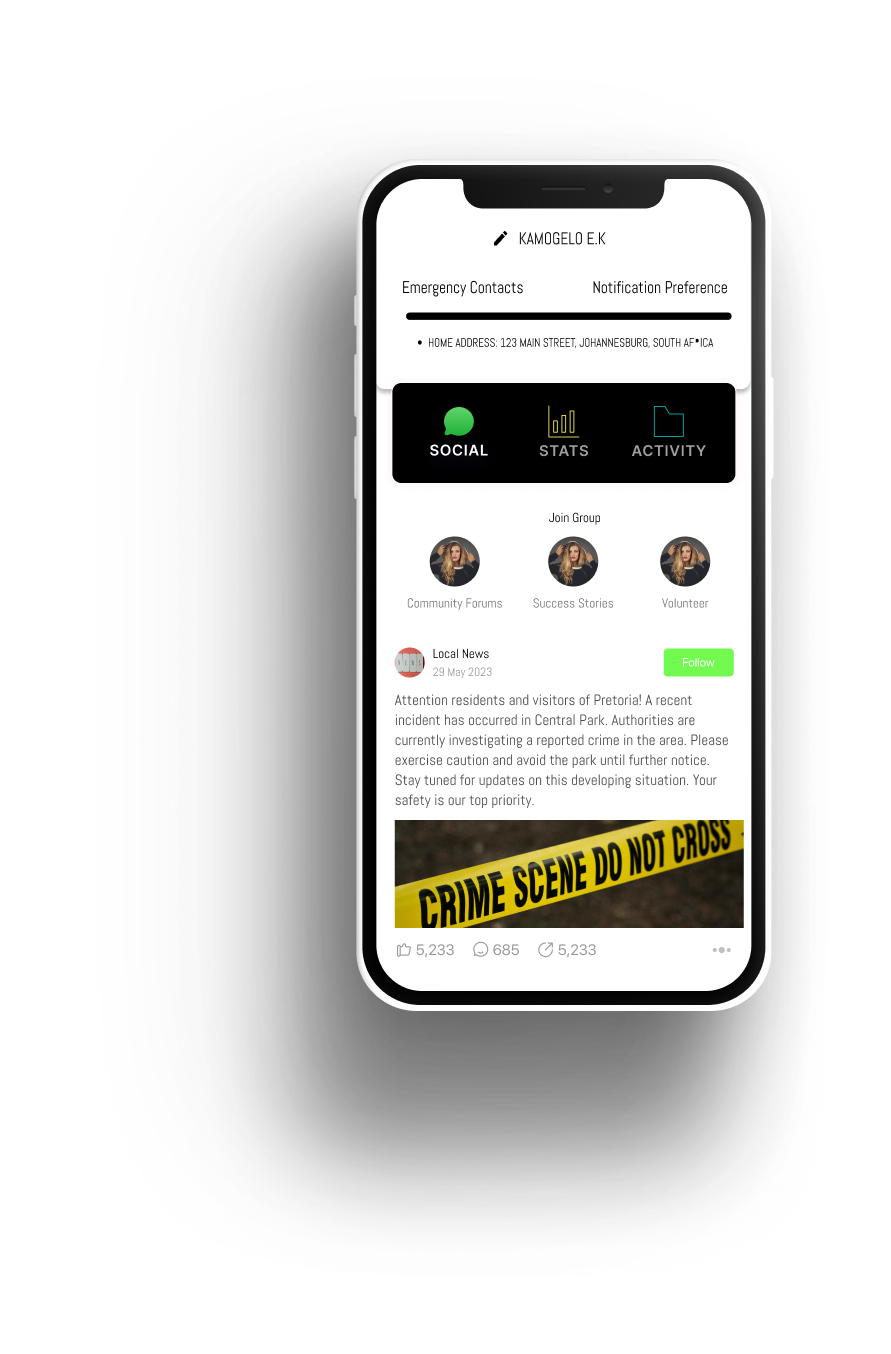 KAMOGELO E.K
Emergency Contacts Notification Preference
• HOME ADDRESS: 123 MAIN STREET, JOHANNESBURG, SOUTH AF•ICA
SOCIAL STATS ACTIVITY
Join Group
Community Forums Success Stories Volunteer
Local News
29 May 2023
Follow
Attention residents and visitors of Pretoria! A recent
incident has occurred in Central Park. Authorities are
currently investigating a reported crime in the area. Please
exercise caution and avoid the park until further notice.
Stay tuned for updates on this developing situation. Your
safety is our top priority.
CRIME SCENE DO NOT CROSS
5,233 685 5,233